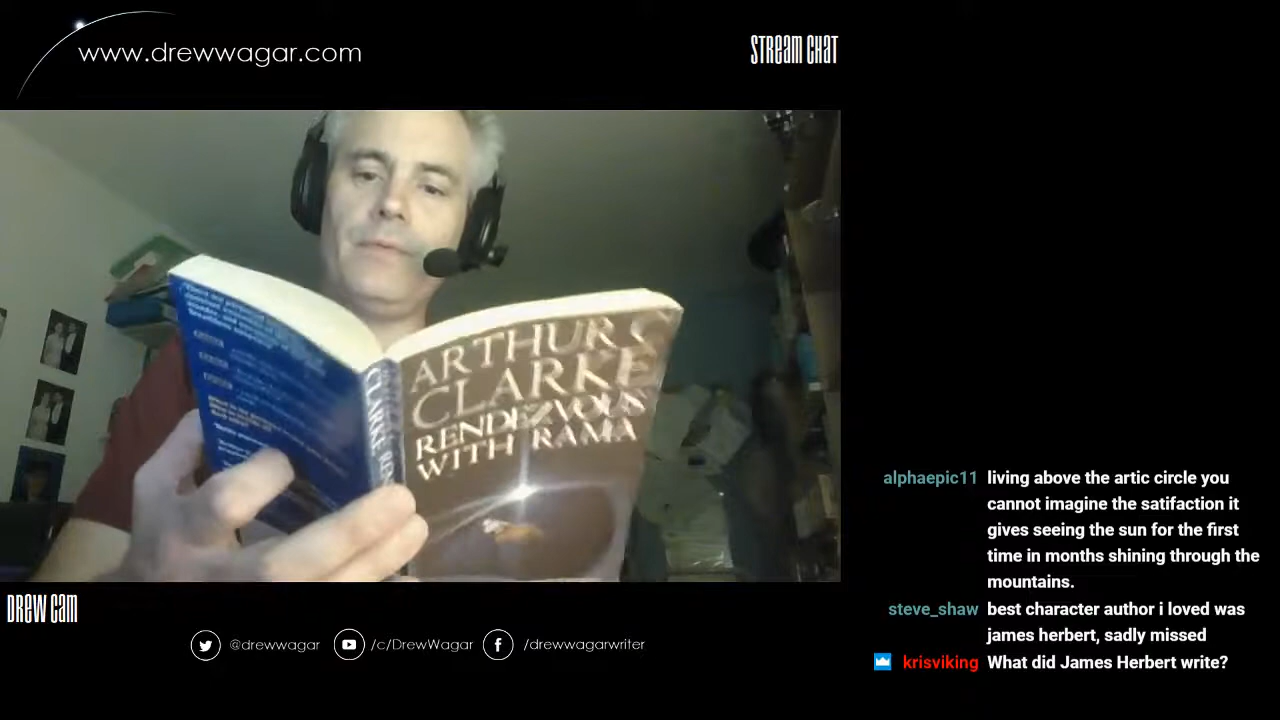 www.drewwagar.com
STREAM CHAT
ARTHUR C
CLARKE
RENDEZVOUS
WITH RAMA
CLARKE
DREW CAM
@drewwagar
/c/DrewWagar
/drewwagarwriter
alphaepic11 living above the artic circle you
cannot imagine the satifaction it
gives seeing the sun for the first
time in months shining through the
mountains.
steve_shaw best character author i loved was
james herbert, sadly missed
krisviking What did James Herbert write?